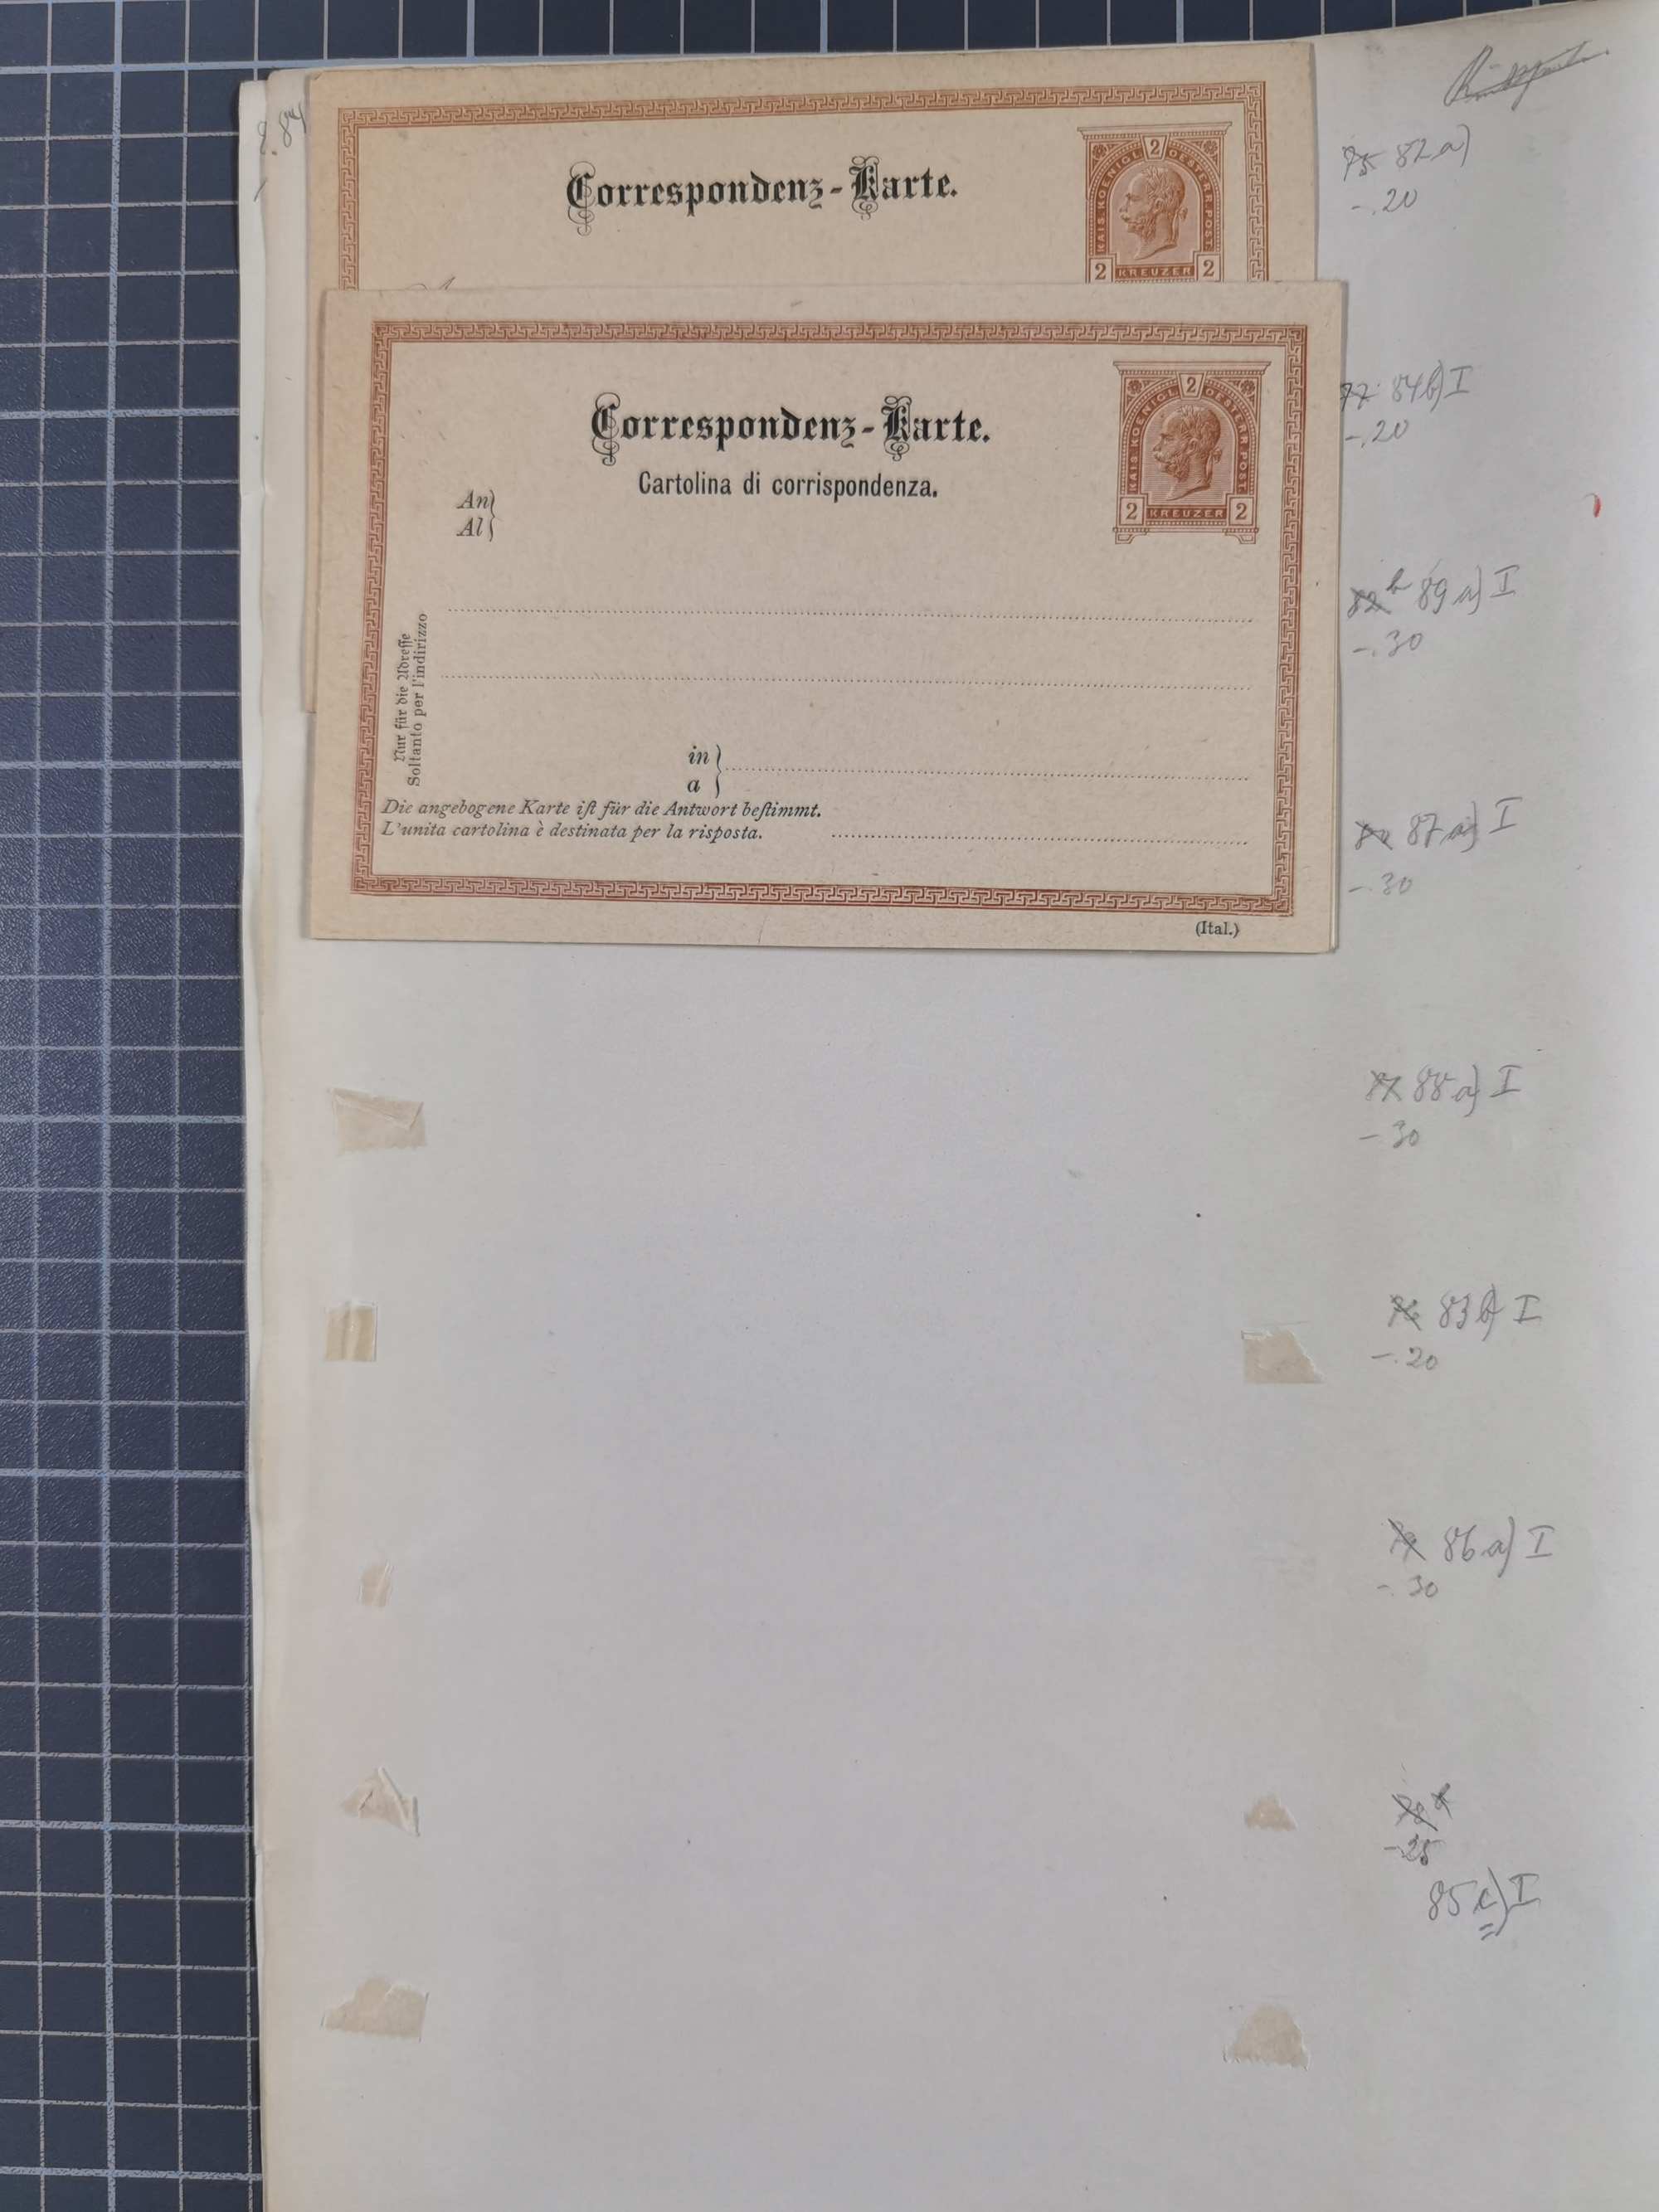 Correspondenz-Karte.
2
KAIS. KOENIGL. OESTERR. POST.
2 KREUZER 2
82 a)
-.20
Correspondenz-Karte.
Cartolina di corrispondenza.
2
KAIS. KOENIGL. OESTERR. POST.
2 KREUZER 2
An
Al
Nur für die Adreſſe
Soltanto per l'indirizzo
in
a
Die angebogene Karte iſt für die Antwort beſtimmt.
L'unita cartolina è destinata per la risposta.
(Ital.)
77 84 b) I
-.20
89 a) I
-.30
87 a) I
-.30
88 a) I
-.30
83 b) I
-.20
86 a) I
-.30
-.25
85 c) I